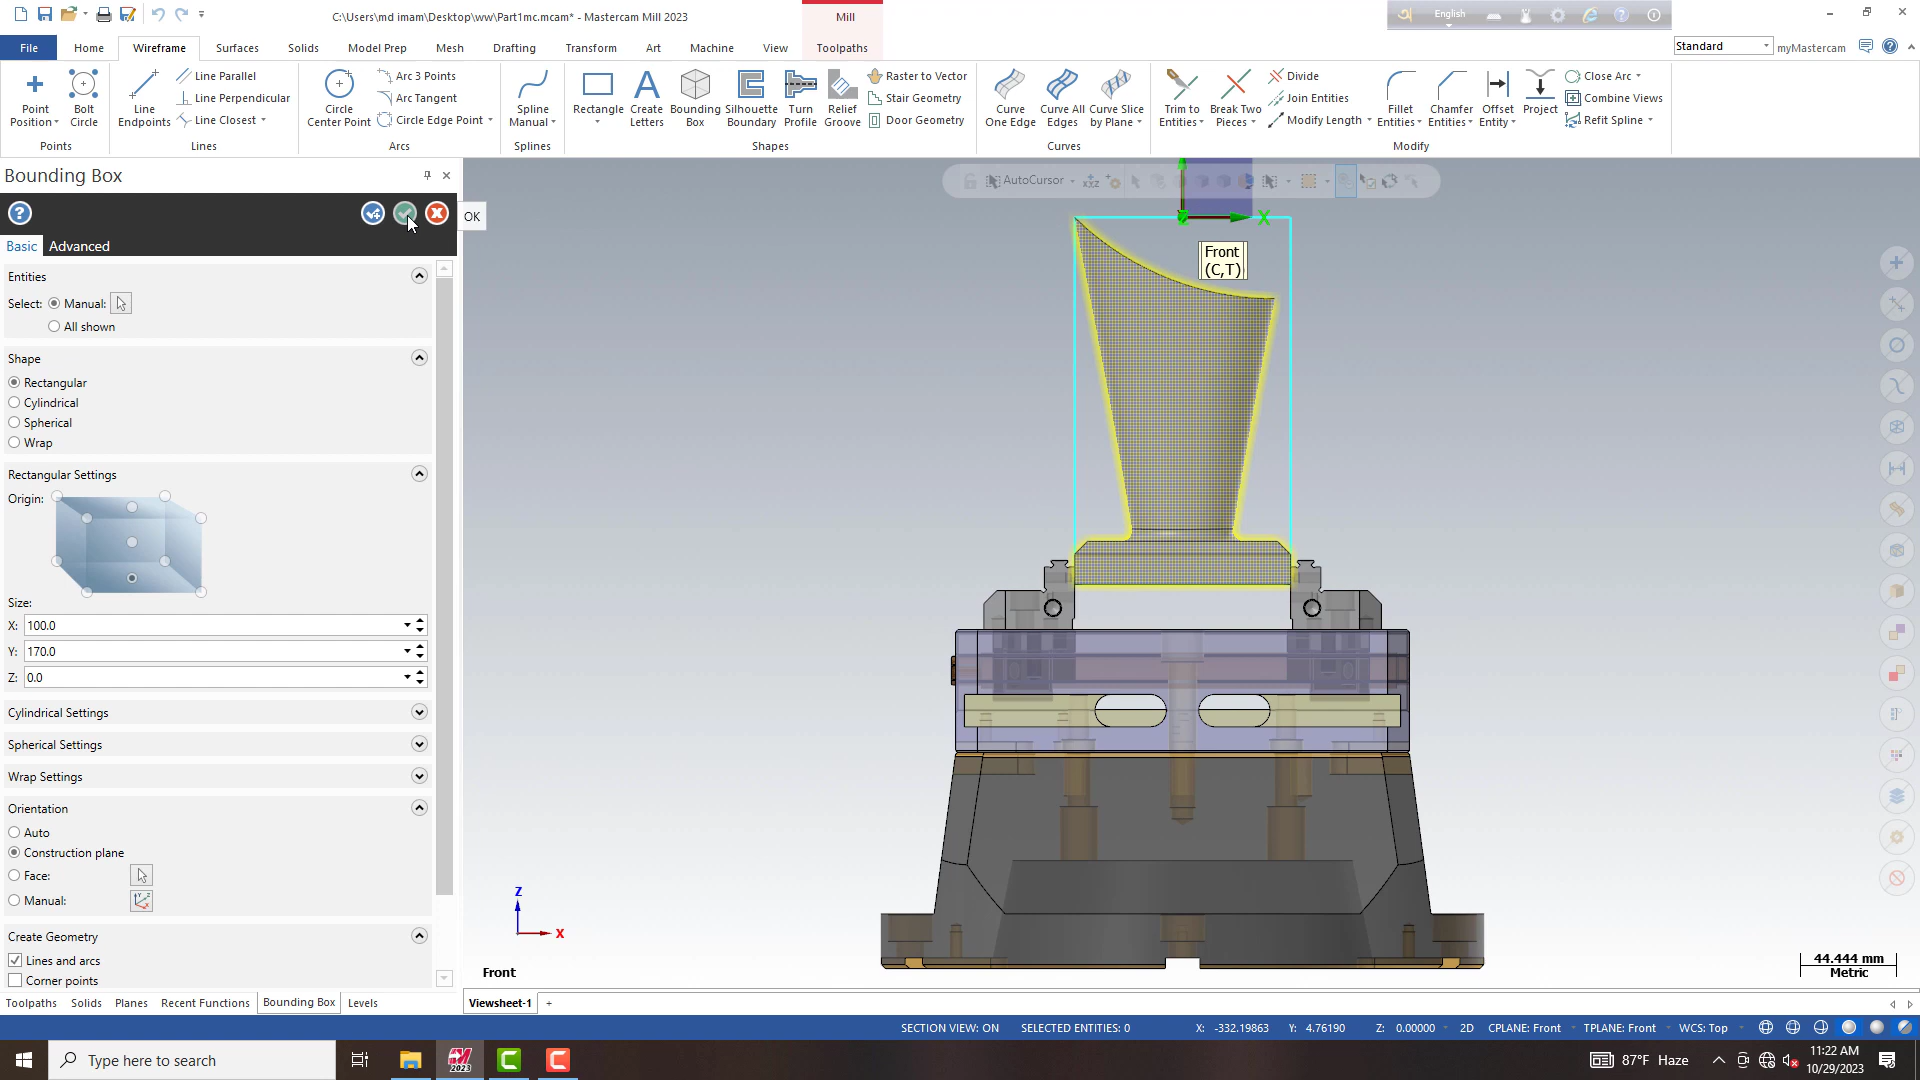 C:\Users\md imam\Desktop\ww\Part1mc.mcam* - Mastercam Mill 2023
Mill
English
File
Home
Wireframe
Surfaces
Solids
Model Prep
Mesh
Drafting
Transform
Art
Machine
View
Toolpaths
Standard
myMastercam
Point Position
Bolt Circle
Line Endpoints
Line Parallel
Line Perpendicular
Line Closest
Circle Center Point
Arc 3 Points
Arc Tangent
Circle Edge Point
Spline Manual
Rectangle
Create Letters
Bounding Box
Silhouette Boundary
Turn Profile
Relief Groove
Raster to Vector
Stair Geometry
Door Geometry
Curve One Edge
Curve All Edges
Curve Slice by Plane
Trim to Entities
Break Two Pieces
Divide
Join Entities
Modify Length
Fillet Entities
Chamfer Entities
Offset Entity
Project
Close Arc
Combine Views
Refit Spline
Points
Lines
Arcs
Splines
Shapes
Curves
Modify
Bounding Box
OK
Basic
Advanced
Entities
Select:
Manual:
All shown
Shape
Rectangular
Cylindrical
Spherical
Wrap
Rectangular Settings
Origin:
Size:
X: 100.0
Y: 170.0
Z: 0.0
Cylindrical Settings
Spherical Settings
Wrap Settings
Orientation
Auto
Construction plane
Face:
Manual:
Create Geometry
Lines and arcs
Corner points
Toolpaths
Solids
Planes
Recent Functions
Bounding Box
Levels
AutoCursor
X
Front
(C,T)
Z
X
Front
44.444 mm
Metric
Viewsheet-1
+
SECTION VIEW: ON
SELECTED ENTITIES: 0
X: -332.19863
Y: 4.76190
Z: 0.00000
2D
CPLANE: Front
TPLANE: Front
WCS: Top
Type here to search
2023
87°F Haze
11:22 AM
10/29/2023